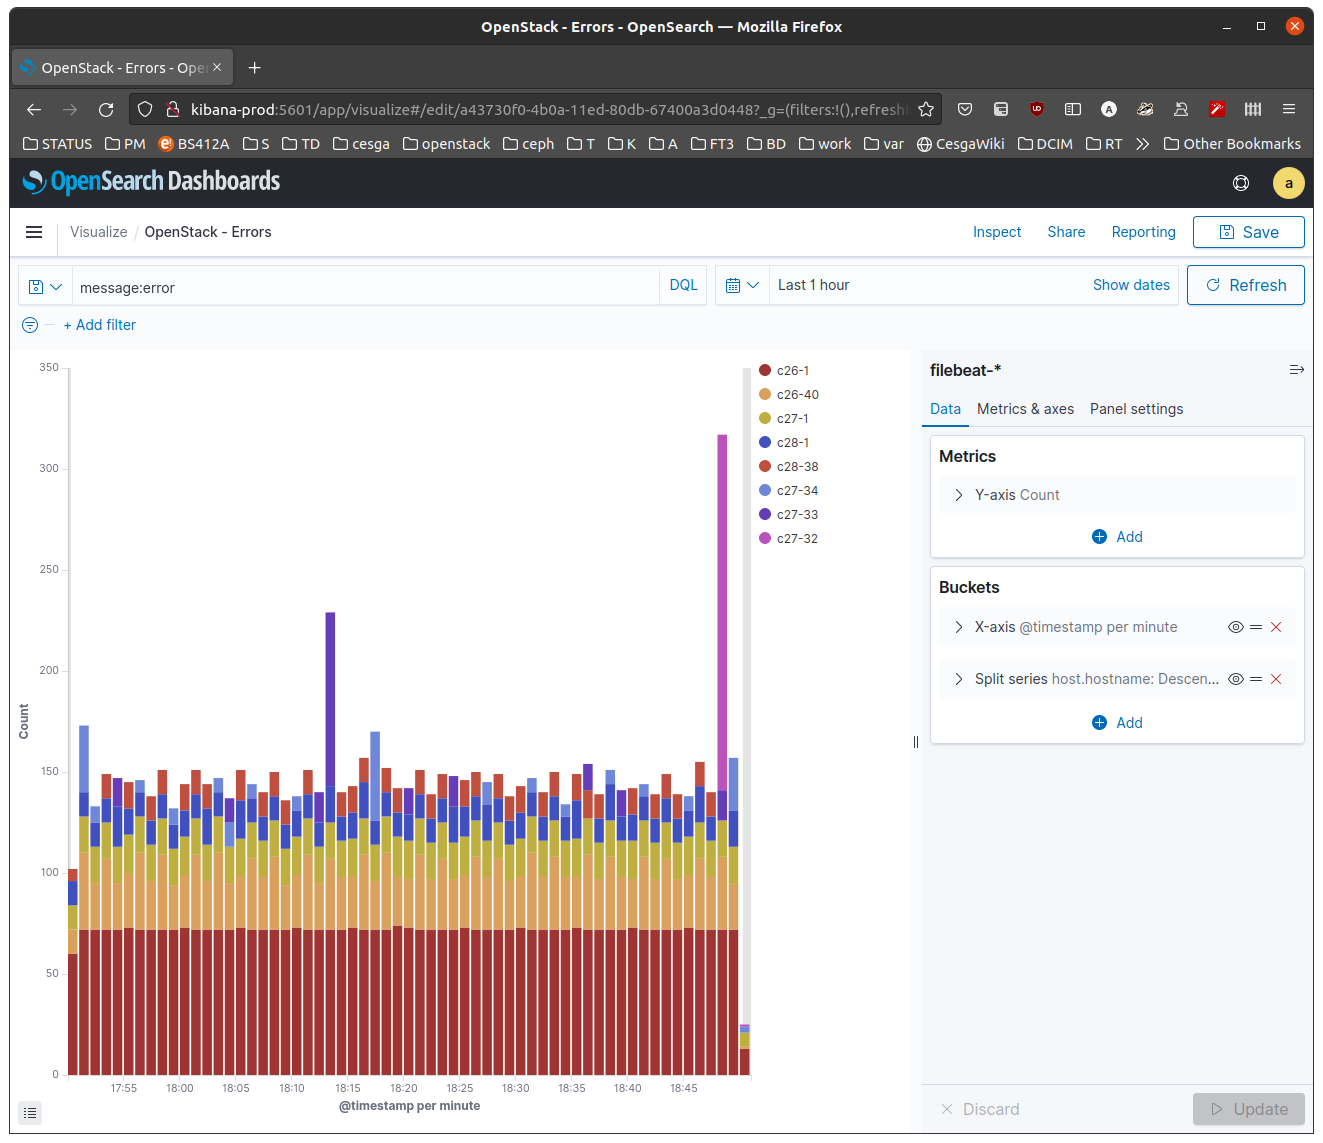 OpenStack - Errors - OpenSearch — Mozilla Firefox
OpenStack - Errors - Ope
kibana-prod:5601/app/visualize#/edit/a43730f0-4b0a-11ed-80db-67400a3d0448?_g=(filters:!(),refresh
STATUS PM BS412A S TD cesga openstack ceph T K A FT3 BD work var CesgaWiki DCIM RT Other Bookmarks
OpenSearch Dashboards
a
Visualize / OpenStack - Errors
Inspect Share Reporting Save
message:error DQL Last 1 hour Show dates Refresh
+ Add filter
350
300
250
200
150
100
50
0
Count
17:55 18:00 18:05 18:10 18:15 18:20 18:25 18:30 18:35 18:40 18:45
@timestamp per minute
c26-1
c26-40
c27-1
c28-1
c28-38
c27-34
c27-33
c27-32
filebeat-*
Data Metrics & axes Panel settings
Metrics
Y-axis Count
Add
Buckets
X-axis @timestamp per minute
Split series host.hostname: Descen...
Add
Discard Update